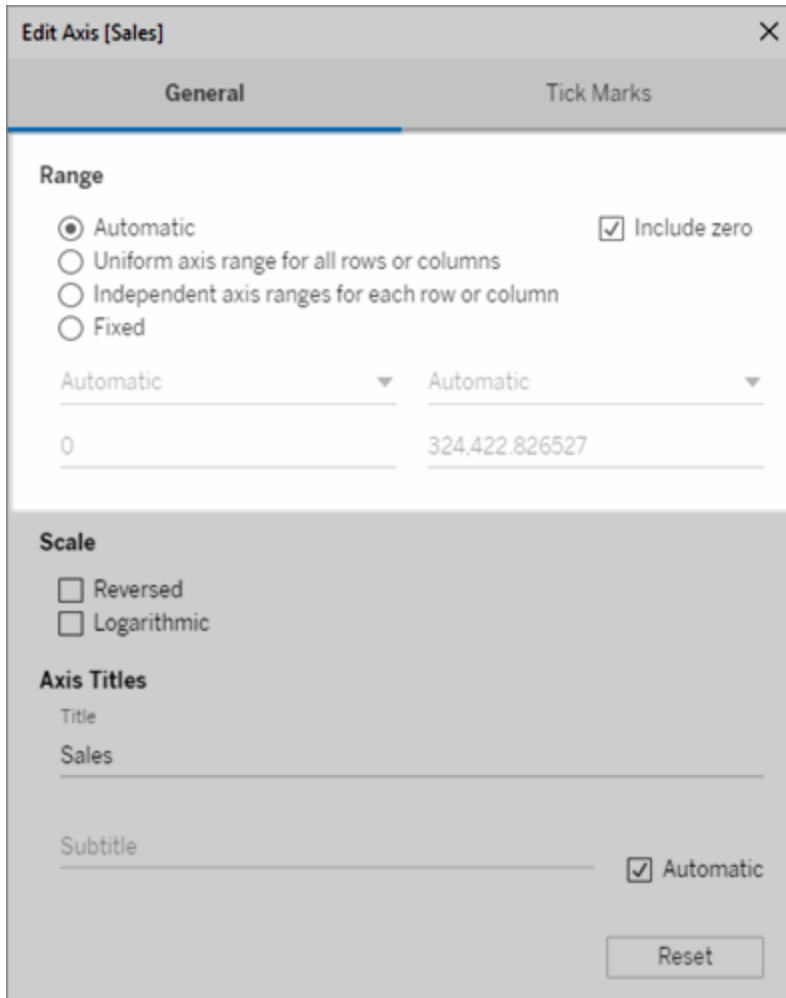 Edit Axis [Sales]
General Tick Marks
Range
Automatic Include zero
Uniform axis range for all rows or columns
Independent axis ranges for each row or column
Fixed
Automatic Automatic
0 324,422.826527
Scale
Reversed
Logarithmic
Axis Titles
Title
Sales
Subtitle
Automatic
Reset